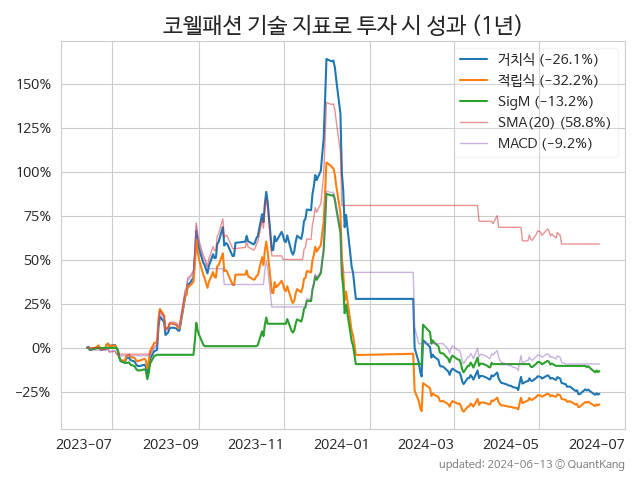 코웰패션 기술 지표로 투자 시 성과 (1년)
거치식 (−26.1%)
적립식 (−32.2%)
SigM (−13.2%)
SMA(20) (58.8%)
MACD (−9.2%)
150%
125%
100%
75%
50%
25%
0%
−25%
2023−07 2023−09 2023−11 2024−01 2024−03 2024−05 2024−07
updated: 2024-06-13 © QuantKang